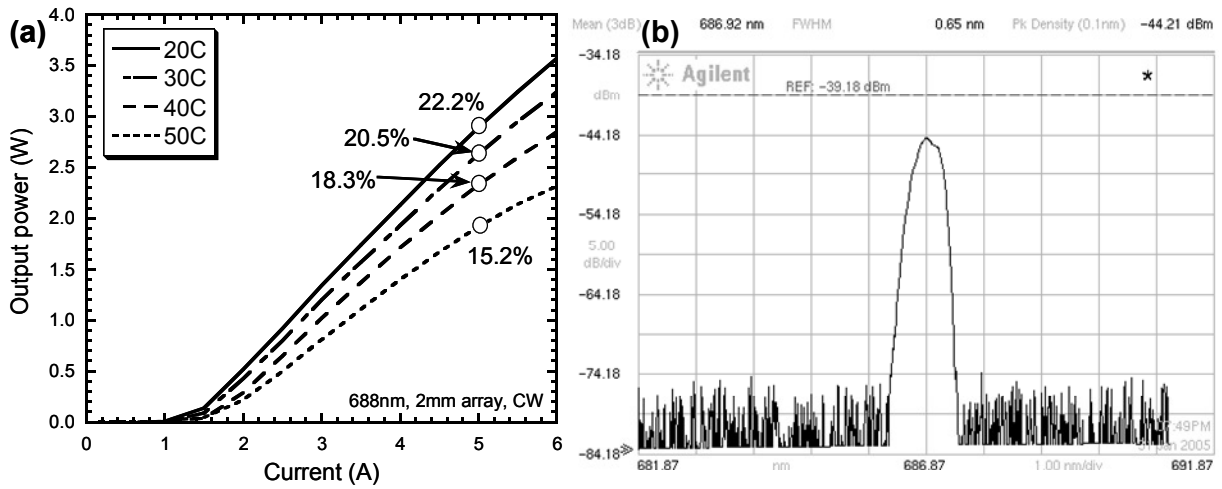 (a)
4.0
3.5
3.0
2.5
2.0
1.5
1.0
0.5
0.0
Output power (W)
20C
30C
40C
50C
22.2%
20.5%
18.3%
15.2%
688nm, 2mm array, CW
0 1 2 3 4 5 6
Current (A)
Mean (3dB) 686.92 nm FWHM 0.65 nm Pk Density (0.1nm) -44.21 dBm
(b)
-34.18
dBm
-44.18
-54.18
5.00
dB/div
-64.18
-74.18
-84.18
Agilent
*
REF: -39.18 dBm
49PM
2005
681.87 nm 686.87 1.00 nm/div 691.87